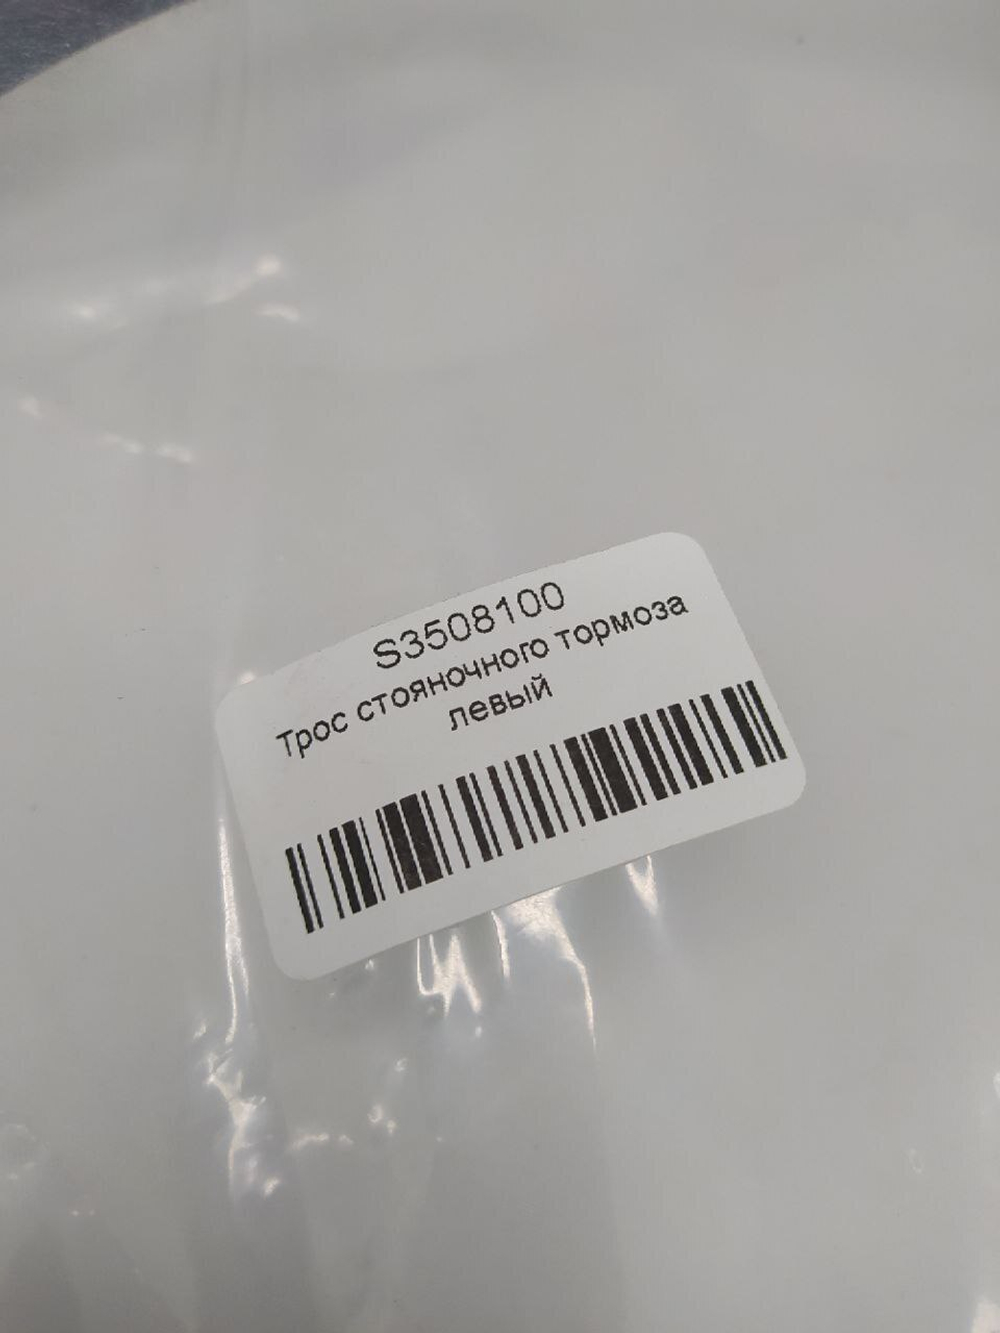 S3508100
Трос стояночного тормоза
левый